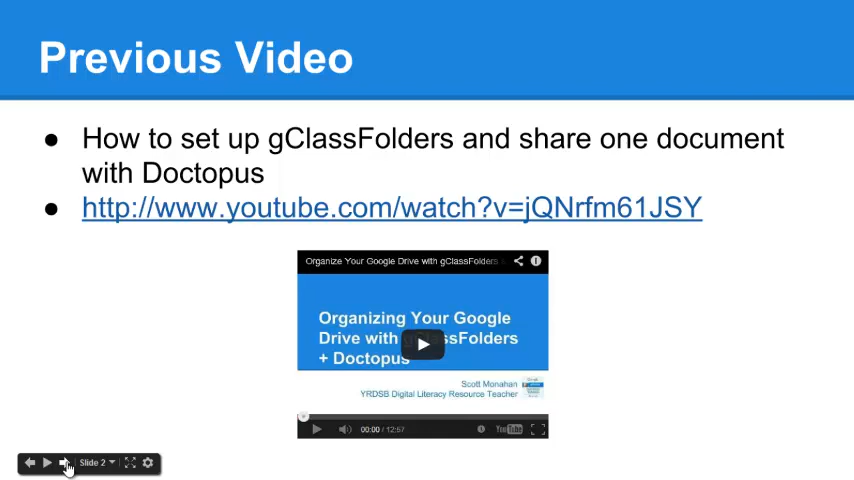 Previous Video
● How to set up gClassFolders and share one document
with Doctopus
● http://www.youtube.com/watch?v=jQNrfm61JSY
Organize Your Google Drive with gClassFolders
Organizing Your Google
Drive with gClassFolders
+ Doctopus
Scott Monahan
YRDSB Digital Literacy Resource Teacher
00:00 / 12:57
YouTube
Slide 2